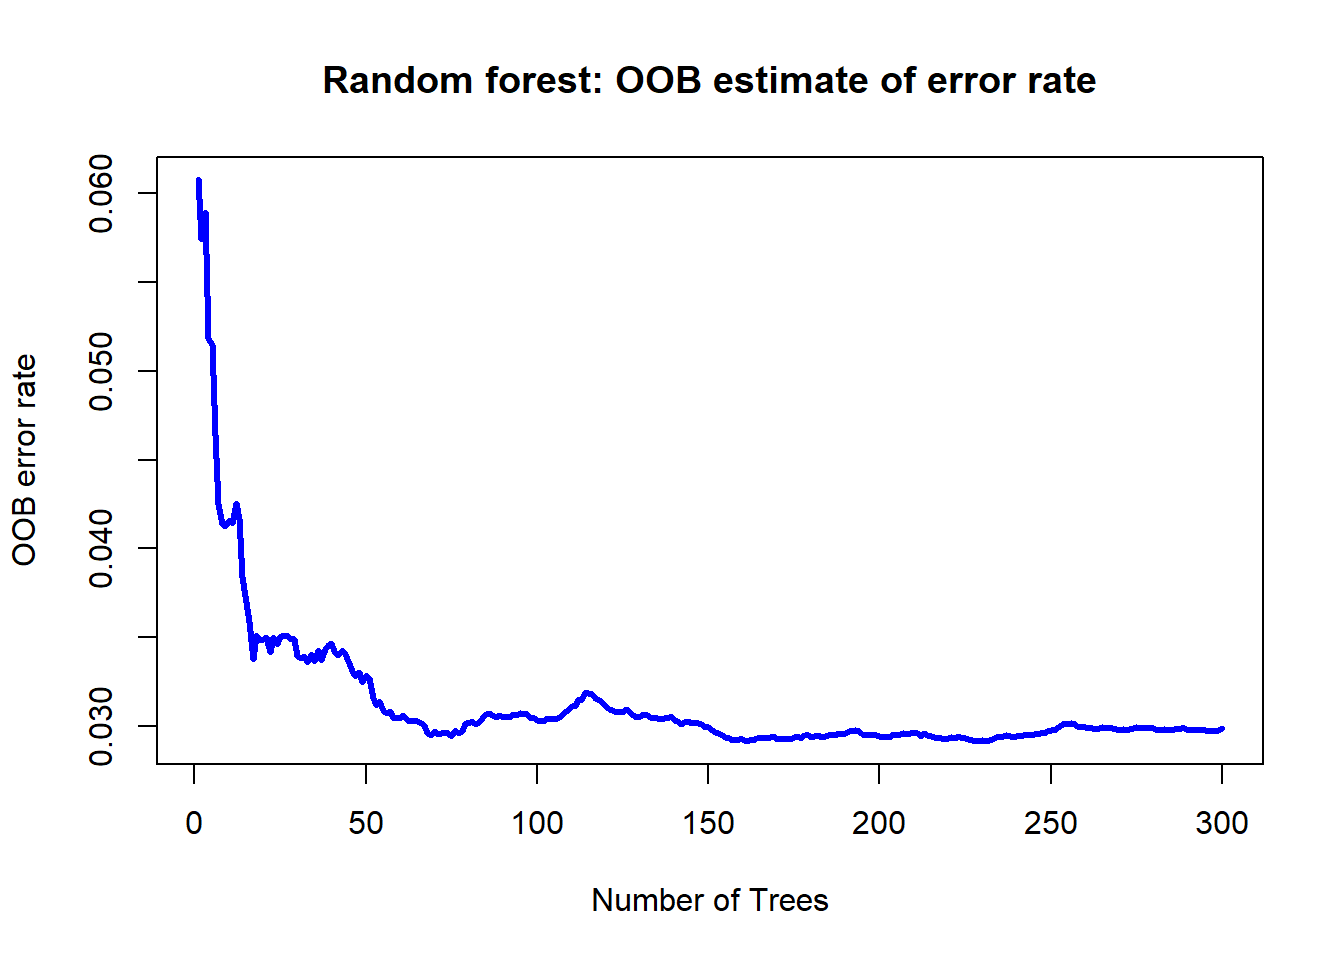 Random forest: OOB estimate of error rate
OOB error rate
0.060
0.050
0.040
0.030
0 50 100 150 200 250 300
Number of Trees